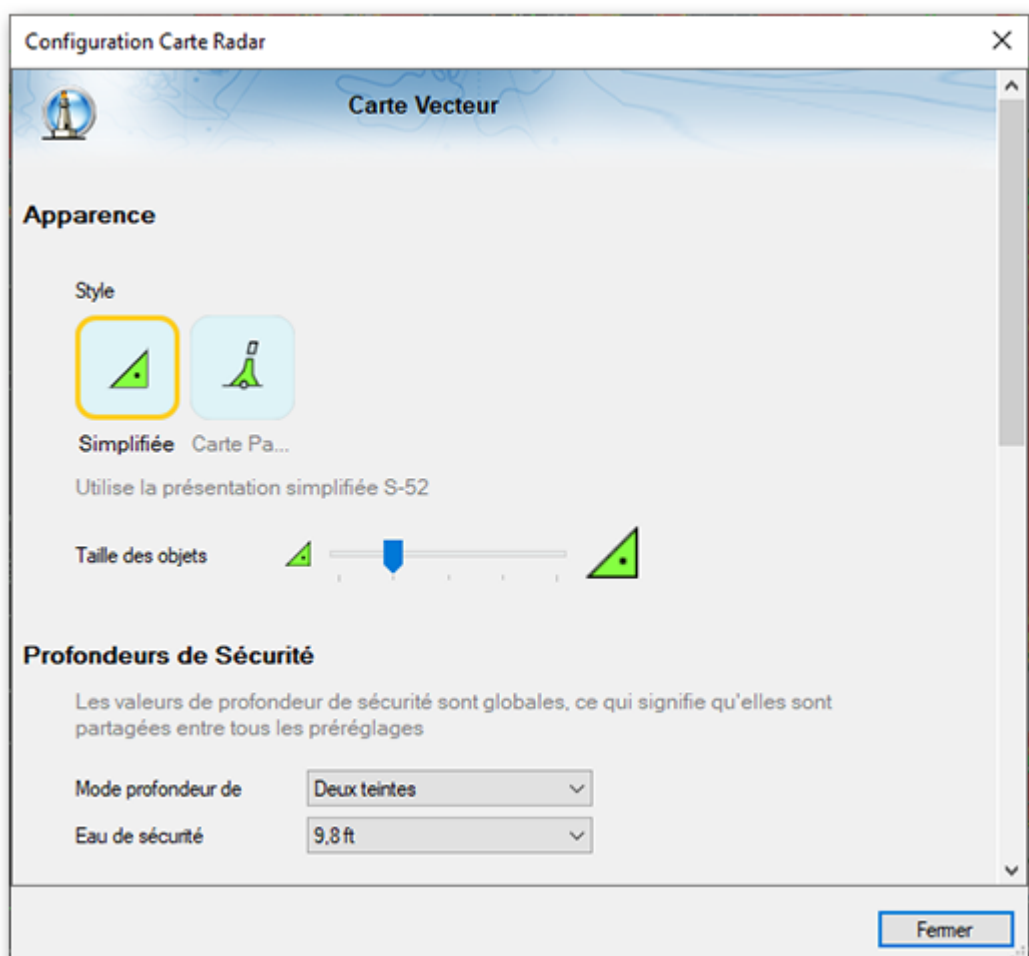 Configuration Carte Radar
Carte Vecteur
Apparence
Style
Simplifiée Carte Pa...
Utilise la présentation simplifiée S-52
Taille des objets
Profondeurs de Sécurité
Les valeurs de profondeur de sécurité sont globales, ce qui signifie qu'elles sont
partagées entre tous les préréglages
Mode profondeur de Deux teintes
Eau de sécurité 9,8 ft
Fermer